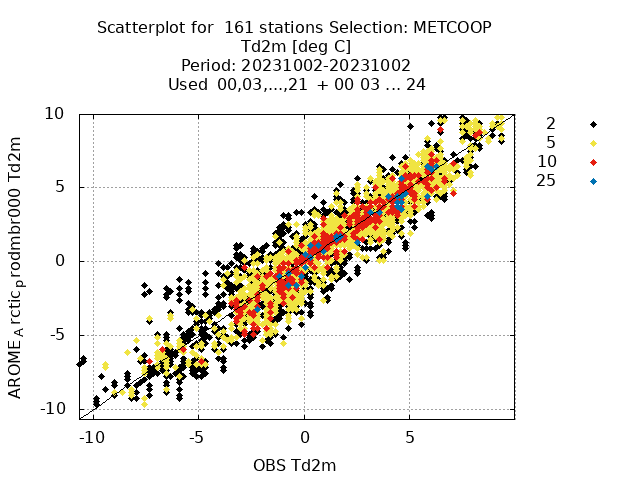 Scatterplot for  161 stations Selection: METCOOP
Td2m [deg C]
Period: 20231002-20231002
Used  00,03,...,21  + 00 03 ... 24
2
5
10
25
10
5
0
-5
-10
AROME_Arctic_prodmbr000  Td2m
-10
-5
0
5
OBS Td2m